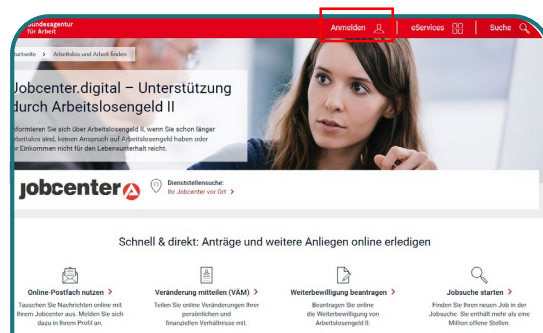 Bundesagentur
für Arbeit
Anmelden
eServices
Suche
Startseite > Arbeitslos und Arbeit finden
Jobcenter.digital – Unterstützung
durch Arbeitslosengeld II
Informieren Sie sich über Arbeitslosengeld II, wenn Sie schon länger
arbeitslos sind, keinen Anspruch auf Arbeitslosengeld haben oder
Ihr Einkommen nicht für den Lebensunterhalt reicht.
jobcenter
Dienststellensuche:
Ihr Jobcenter vor Ort >
Schnell & direkt: Anträge und weitere Anliegen online erledigen
Online-Postfach nutzen >
Tauschen Sie Nachrichten online mit
Ihrem Jobcenter aus. Melden Sie sich
dazu in Ihrem Profil an.
Veränderung mitteilen (VÄM) >
Teilen Sie online Veränderungen Ihrer
persönlichen und
finanziellen Verhältnisse mit.
Weiterbewilligung beantragen >
Beantragen Sie online
die Weiterbewilligung von
Arbeitslosengeld II.
Jobsuche starten >
Finden Sie Ihren neuen Job in der
Jobsuche. Sie enthält mehr als eine
Million offene Stellen.